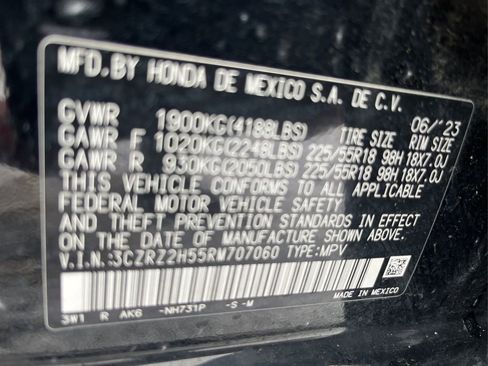 MFD. BY HONDA DE MEXICO S.A. DE C.V. 06/'23
GVWR 1900KG(4188LBS) TIRE SIZE RIM SIZE
GAWR F 1020KG(2248LBS) 225/55R18 98H 18X7.0J
GAWR R 930KG(2050LBS) 225/55R18 98H 18X7.0J
THIS VEHICLE CONFORMS TO ALL APPLICABLE
FEDERAL MOTOR VEHICLE SAFETY
AND THEFT PREVENTION STANDARDS IN EFFECT
ON THE DATE OF MANUFACTURE SHOWN ABOVE.
V.I.N.:3CZRZ2H55RM707060 TYPE:MPV
MADE IN MEXICO
3W1 R AK6 -NH731P -S -M